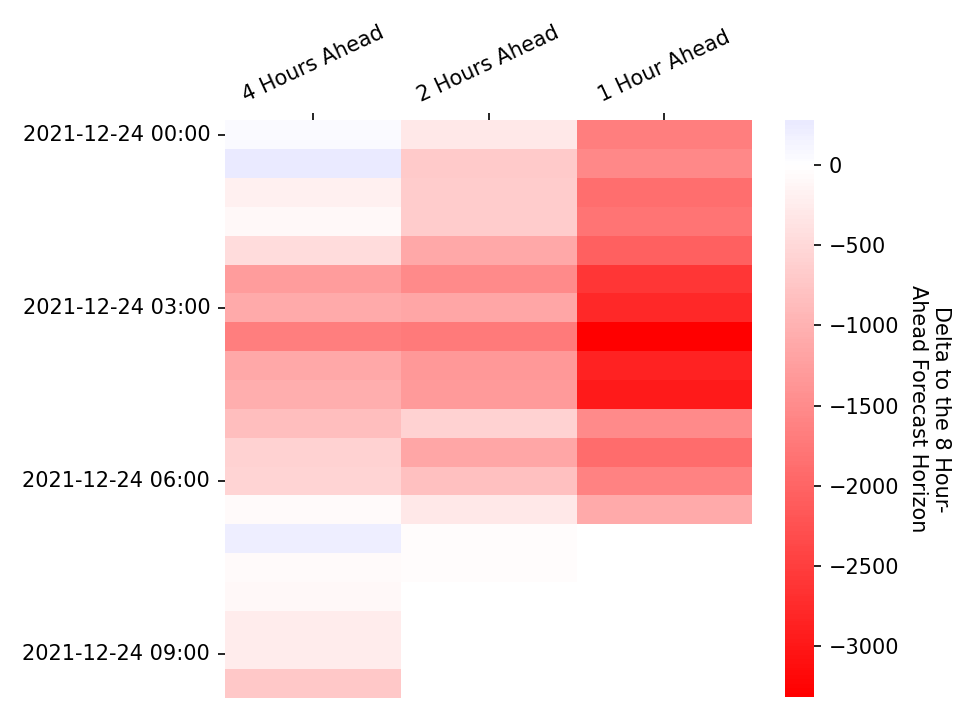 4 Hours Ahead
2 Hours Ahead
1 Hour Ahead
2021-12-24 00:00
2021-12-24 03:00
2021-12-24 06:00
2021-12-24 09:00
0
−500
−1000
−1500
−2000
−2500
−3000
Delta to the 8 Hour-
Ahead Forecast Horizon